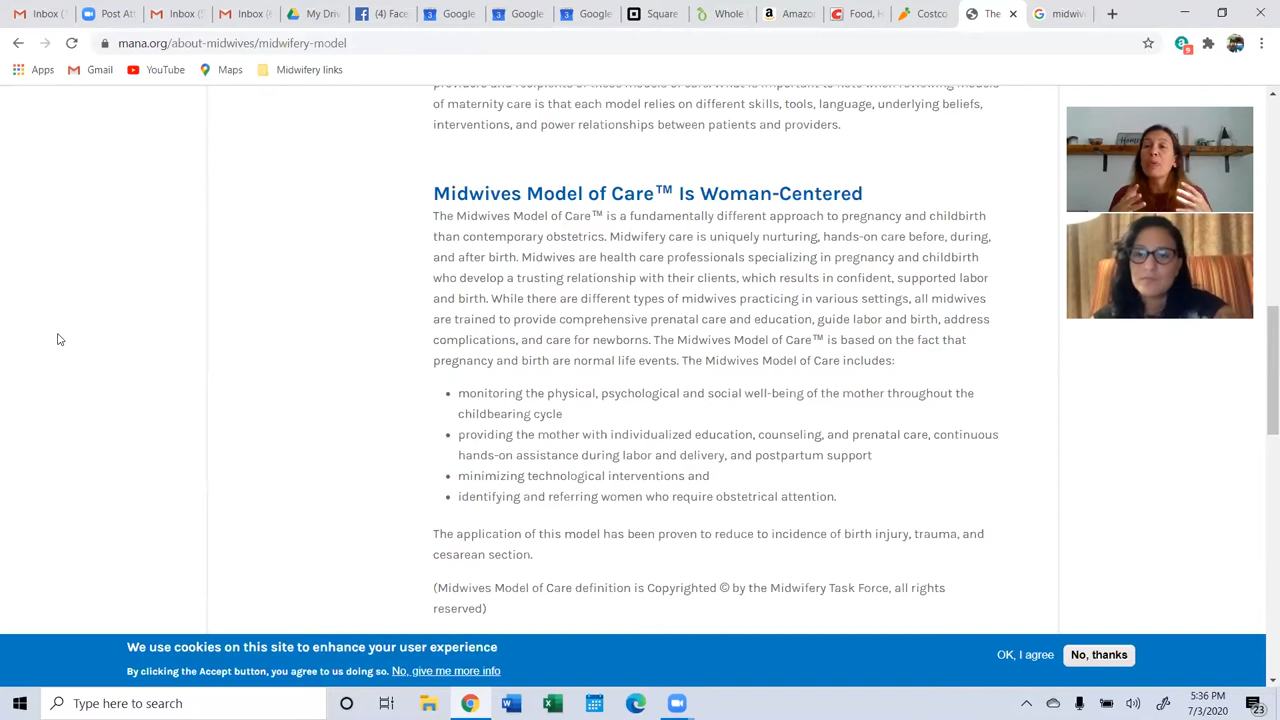 Inbox (
Post Att
Inbox (5
Inbox (6
My Driv
(4) Face
Google
Google
Google
Square
Whole
Amazo
Food, H
Costco
The
midwiv
mana.org/about-midwives/midwifery-model
9
Apps
Gmail
YouTube
Maps
Midwifery links
of maternity care is that each model relies on different skills, tools, language, underlying beliefs,
interventions, and power relationships between patients and providers.
Midwives Model of Care™ Is Woman-Centered
The Midwives Model of Care™ is a fundamentally different approach to pregnancy and childbirth
than contemporary obstetrics. Midwifery care is uniquely nurturing, hands-on care before, during,
and after birth. Midwives are health care professionals specializing in pregnancy and childbirth
who develop a trusting relationship with their clients, which results in confident, supported labor
and birth. While there are different types of midwives practicing in various settings, all midwives
are trained to provide comprehensive prenatal care and education, guide labor and birth, address
complications, and care for newborns. The Midwives Model of Care™ is based on the fact that
pregnancy and birth are normal life events. The Midwives Model of Care includes:
• monitoring the physical, psychological and social well-being of the mother throughout the
childbearing cycle
• providing the mother with individualized education, counseling, and prenatal care, continuous
hands-on assistance during labor and delivery, and postpartum support
• minimizing technological interventions and
• identifying and referring women who require obstetrical attention.
The application of this model has been proven to reduce to incidence of birth injury, trauma, and
cesarean section.
(Midwives Model of Care definition is Copyrighted © by the Midwifery Task Force, all rights
reserved)
We use cookies on this site to enhance your user experience
By clicking the Accept button, you agree to us doing so. No, give me more info
OK, I agree
No, thanks
Type here to search
5:36 PM
7/3/2020
23